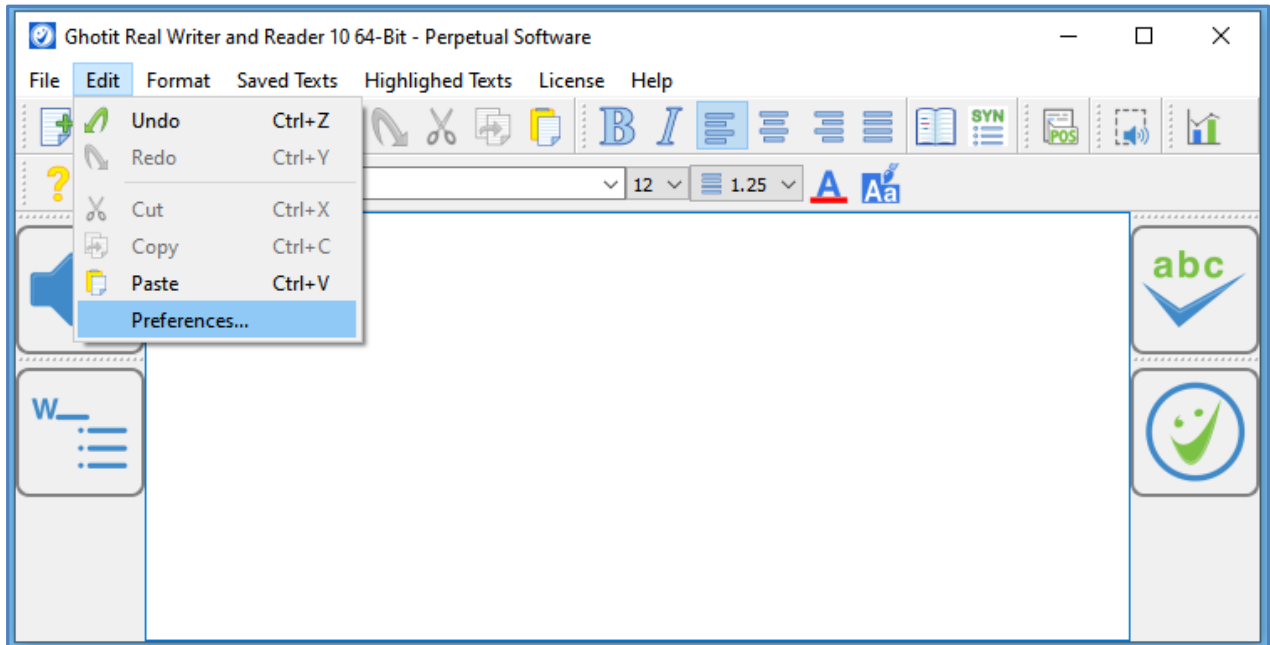 Ghotit Real Writer and Reader 10 64-Bit - Perpetual Software
File Edit Format Saved Texts Highlighed Texts License Help
Undo Ctrl+Z
B I SYN POS
Redo Ctrl+Y
? 12 1.25 A Aa
Cut Ctrl+X
Copy Ctrl+C
abc
Paste Ctrl+V
Preferences...
W